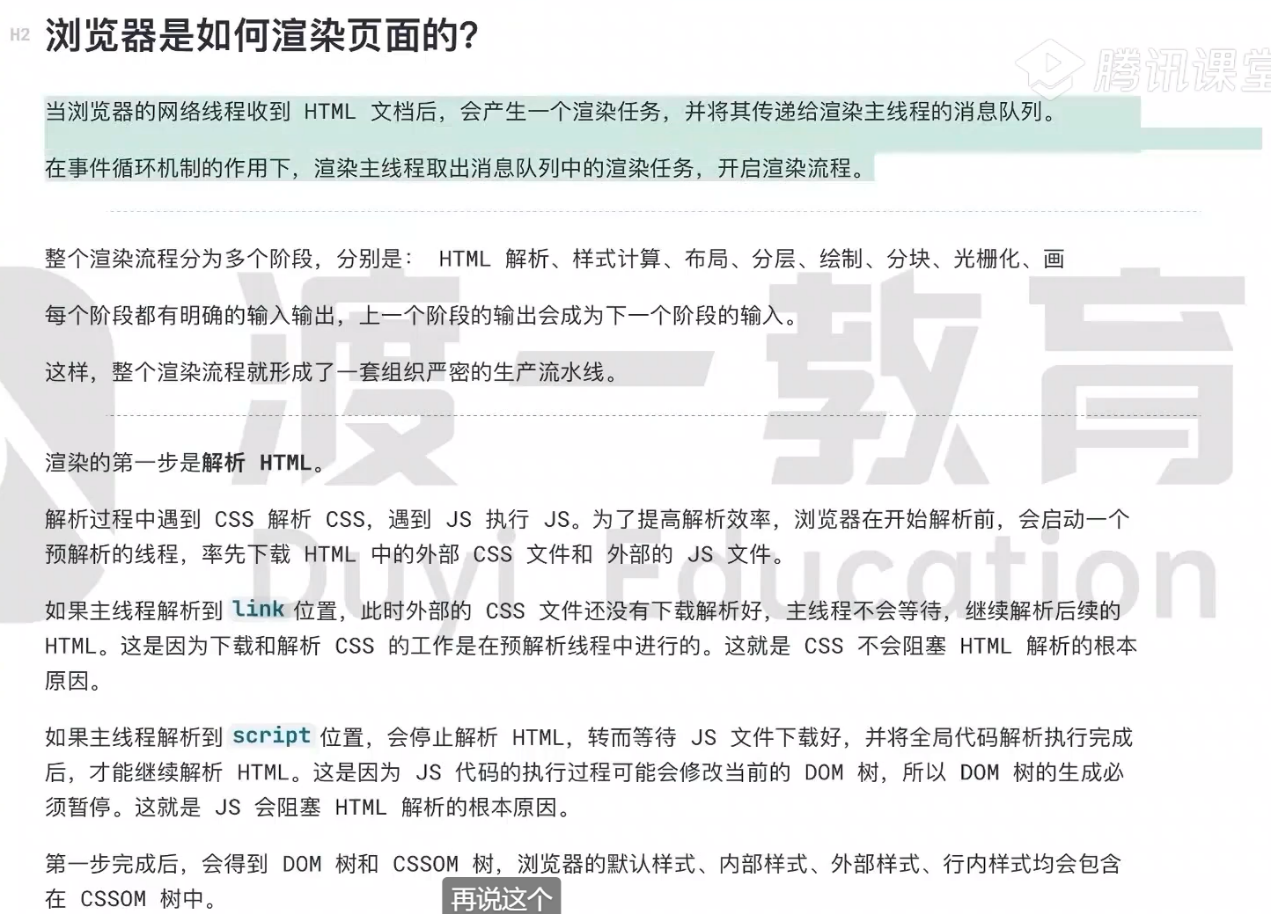 H2 浏览器是如何渲染页面的?
腾讯课堂
当浏览器的网络线程收到 HTML 文档后，会产生一个渲染任务，并将其传递给渲染主线程的消息队列。
在事件循环机制的作用下，渲染主线程取出消息队列中的渲染任务，开启渲染流程。
整个渲染流程分为多个阶段，分别是： HTML 解析、样式计算、布局、分层、绘制、分块、光栅化、画
每个阶段都有明确的输入输出，上一个阶段的输出会成为下一个阶段的输入。
这样，整个渲染流程就形成了一套组织严密的生产流水线。
渡一教育
Duyi Education
渲染的第一步是解析 HTML。
解析过程中遇到 CSS 解析 CSS，遇到 JS 执行 JS。为了提高解析效率，浏览器在开始解析前，会启动一个
预解析的线程，率先下载 HTML 中的外部 CSS 文件和 外部的 JS 文件。
如果主线程解析到 link 位置，此时外部的 CSS 文件还没有下载解析好，主线程不会等待，继续解析后续的
HTML。这是因为下载和解析 CSS 的工作是在预解析线程中进行的。这就是 CSS 不会阻塞 HTML 解析的根本
原因。
如果主线程解析到 script 位置，会停止解析 HTML，转而等待 JS 文件下载好，并将全局代码解析执行完成
后，才能继续解析 HTML。这是因为 JS 代码的执行过程可能会修改当前的 DOM 树，所以 DOM 树的生成必
须暂停。这就是 JS 会阻塞 HTML 解析的根本原因。
第一步完成后，会得到 DOM 树和 CSSOM 树，浏览器的默认样式、内部样式、外部样式、行内样式均会包含
在 CSSOM 树中。
再说这个